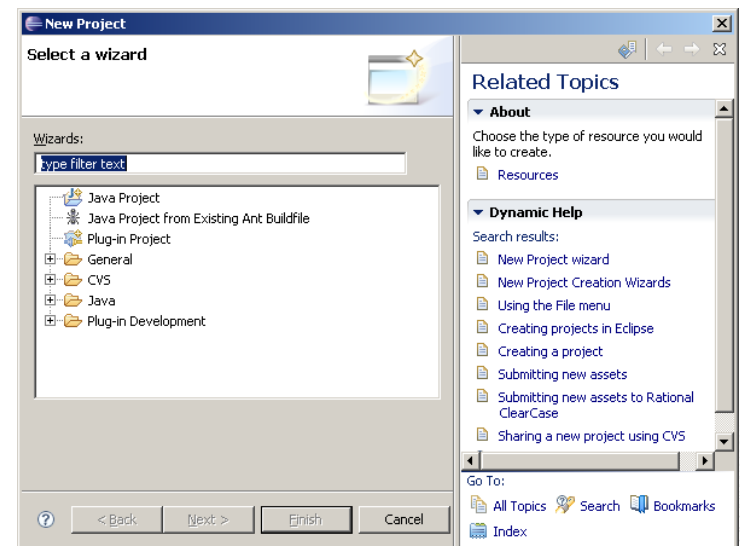 New Project
Select a wizard
Wizards:
type filter text
Java Project
Java Project from Existing Ant Buildfile
Plug-in Project
General
CVS
Java
Plug-in Development
< Back
Next >
Finish
Cancel
Related Topics
About
Choose the type of resource you would
like to create.
Resources
Dynamic Help
Search results:
New Project wizard
New Project Creation Wizards
Using the File menu
Creating projects in Eclipse
Creating a project
Submitting new assets
Submitting new assets to Rational
ClearCase
Sharing a new project using CVS
Go To:
All Topics Search Bookmarks
Index